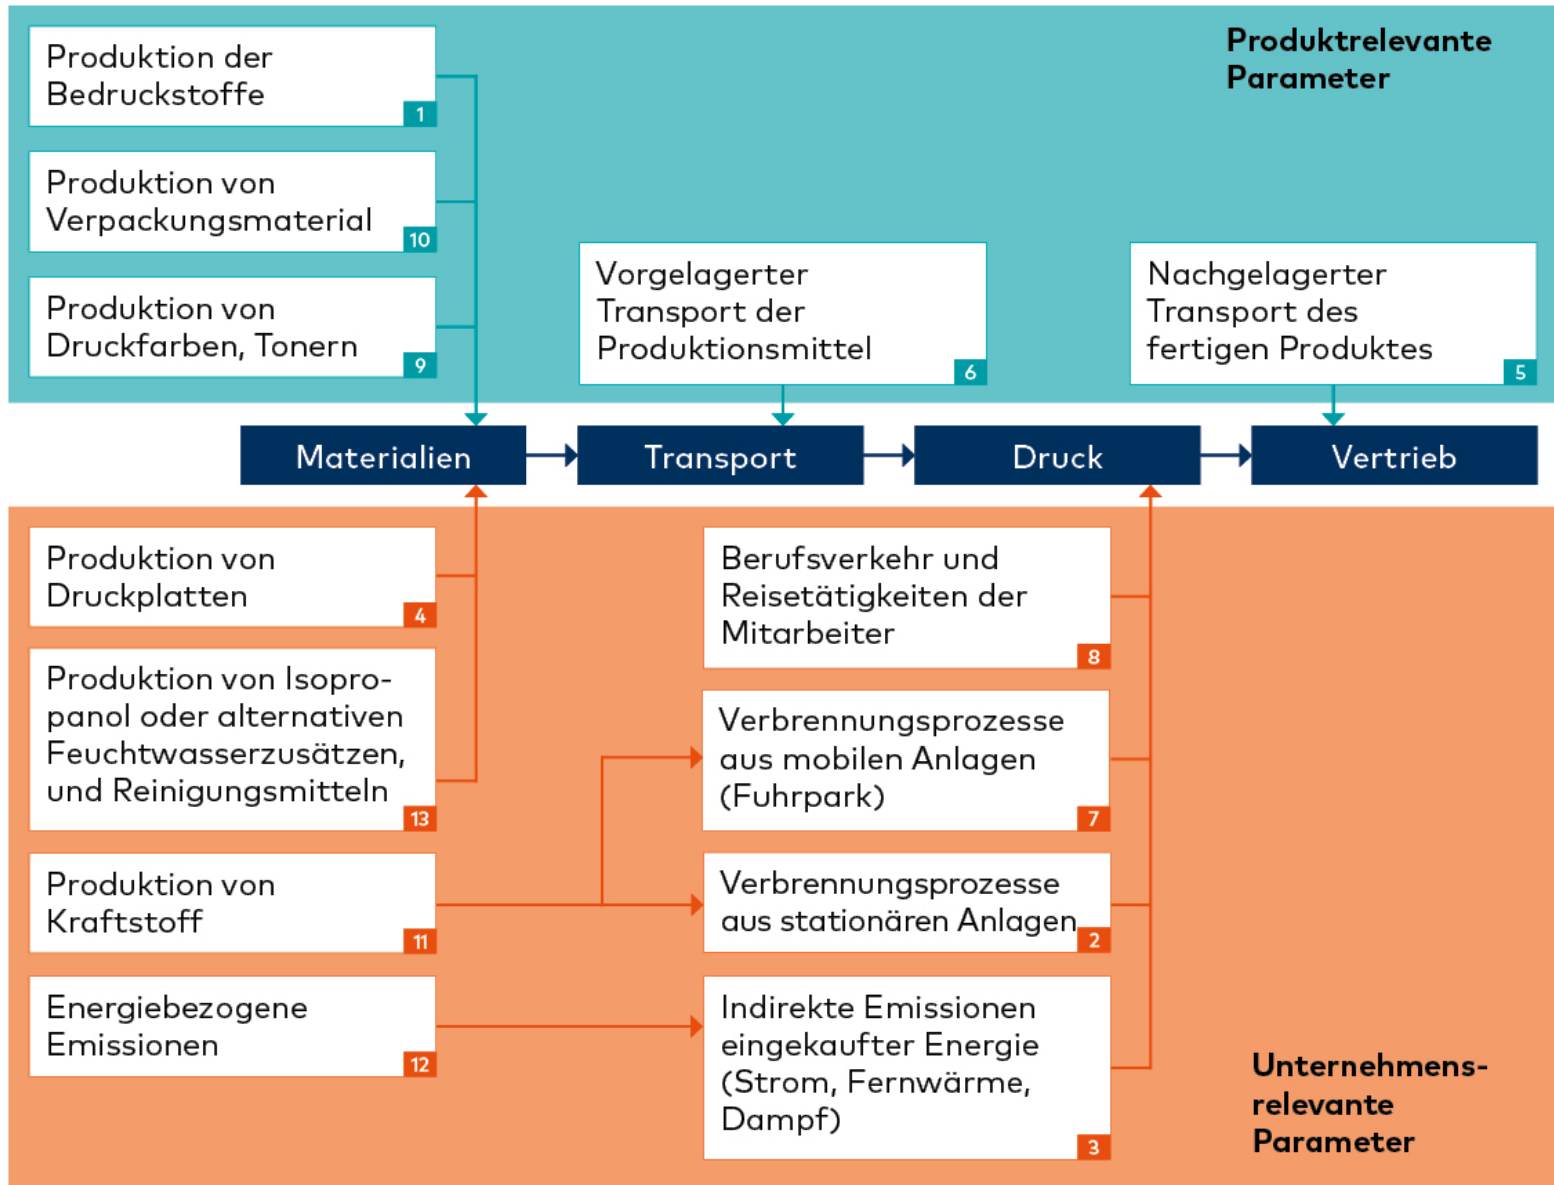 Produktrelevante
Parameter
Produktion der
Bedruckstoffe
1
Produktion von
Verpackungsmaterial
10
Produktion von
Druckfarben, Tonern
9
Vorgelagerter
Transport der
Produktionsmittel
6
Nachgelagerter
Transport des
fertigen Produktes
5
Materialien
Transport
Druck
Vertrieb
Produktion von
Druckplatten
4
Produktion von Isopro-
panol oder alternativen
Feuchtwasserzusätzen,
und Reinigungsmitteln
13
Produktion von
Kraftstoff
11
Energiebezogene
Emissionen
12
Berufsverkehr und
Reisetätigkeiten der
Mitarbeiter
8
Verbrennungsprozesse
aus mobilen Anlagen
(Fuhrpark)
7
Verbrennungsprozesse
aus stationären Anlagen
2
Indirekte Emissionen
eingekaufter Energie
(Strom, Fernwärme,
Dampf)
3
Unternehmens-
relevante
Parameter